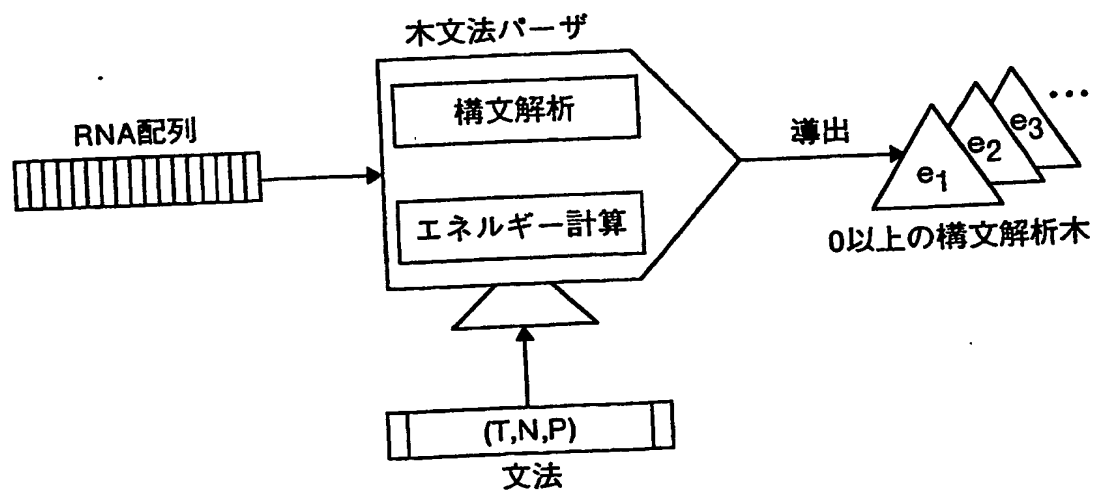 木文法パーザ
構文解析
RNA配列
エネルギー計算
導出
e1
e2
e3
...
0以上の構文解析木
(T,N,P)
文法